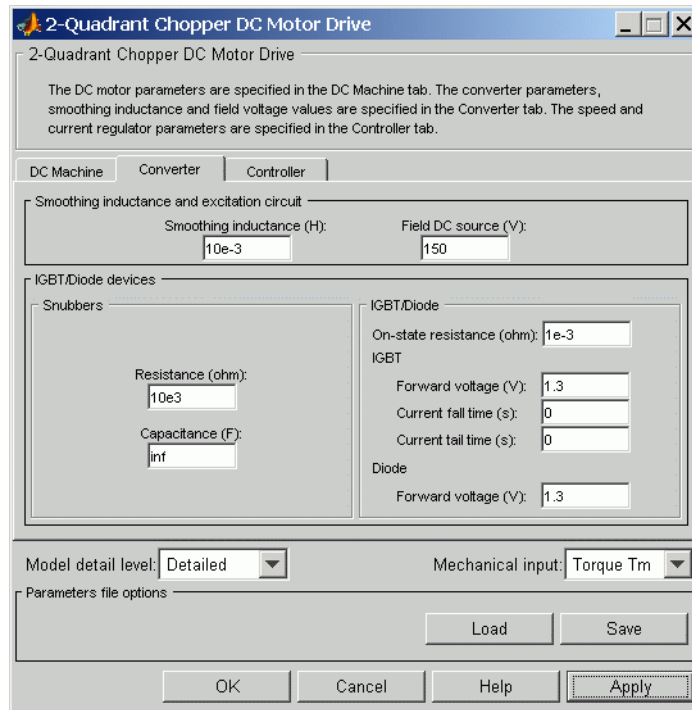 2-Quadrant Chopper DC Motor Drive
2-Quadrant Chopper DC Motor Drive
The DC motor parameters are specified in the DC Machine tab. The converter parameters,
smoothing inductance and field voltage values are specified in the Converter tab. The speed and
current regulator parameters are specified in the Controller tab.
DC Machine Converter Controller
Smoothing inductance and excitation circuit
Smoothing inductance (H): Field DC source (V):
10e-3 150
IGBT/Diode devices
Snubbers
Resistance (ohm):
10e3
Capacitance (F):
inf
IGBT/Diode
On-state resistance (ohm): 1e-3
IGBT
Forward voltage (V): 1.3
Current fall time (s): 0
Current tail time (s): 0
Diode
Forward voltage (V): 1.3
Model detail level: Detailed Mechanical input: Torque Tm
Parameters file options
Load Save
OK Cancel Help Apply